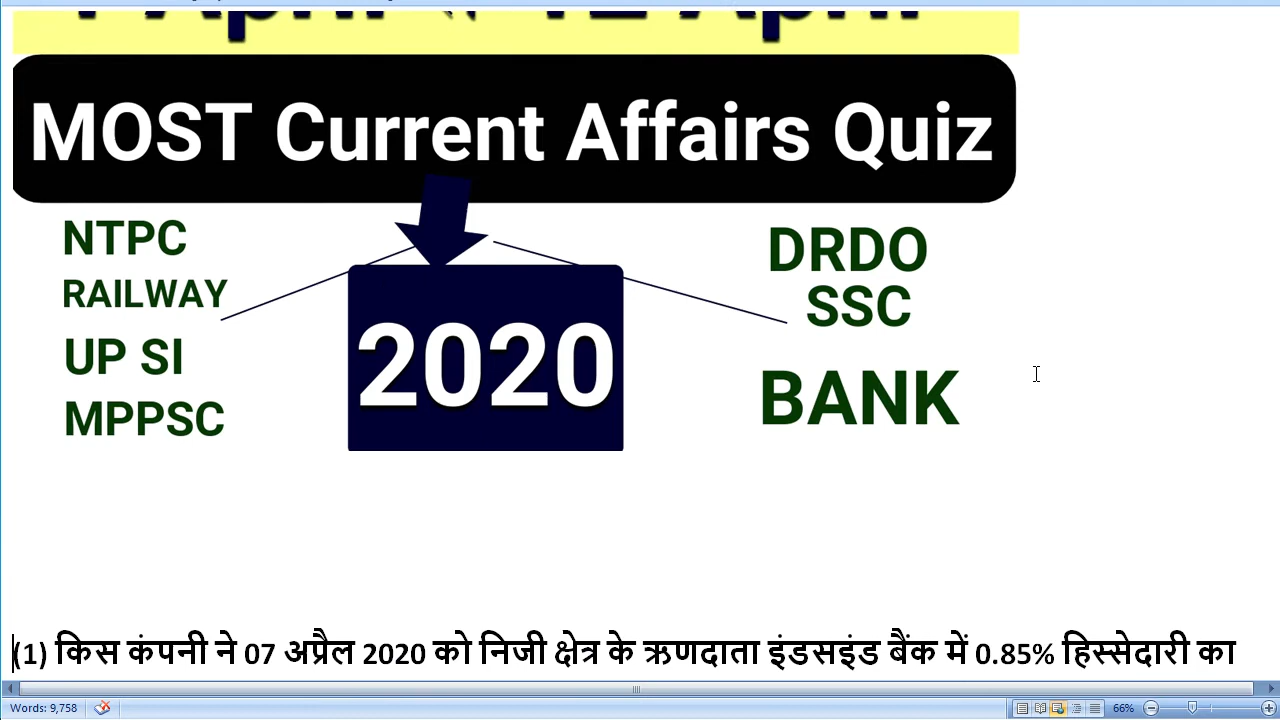 MOST Current Affairs Quiz
NTPC
RAILWAY
UP SI
MPPSC
2020
DRDO
SSC
BANK
(1) किस कंपनी ने 07 अप्रैल 2020 को निजी क्षेत्र के ऋणदाता इंडसइंड बैंक में 0.85% हिस्सेदारी का
Words: 9,758
66%